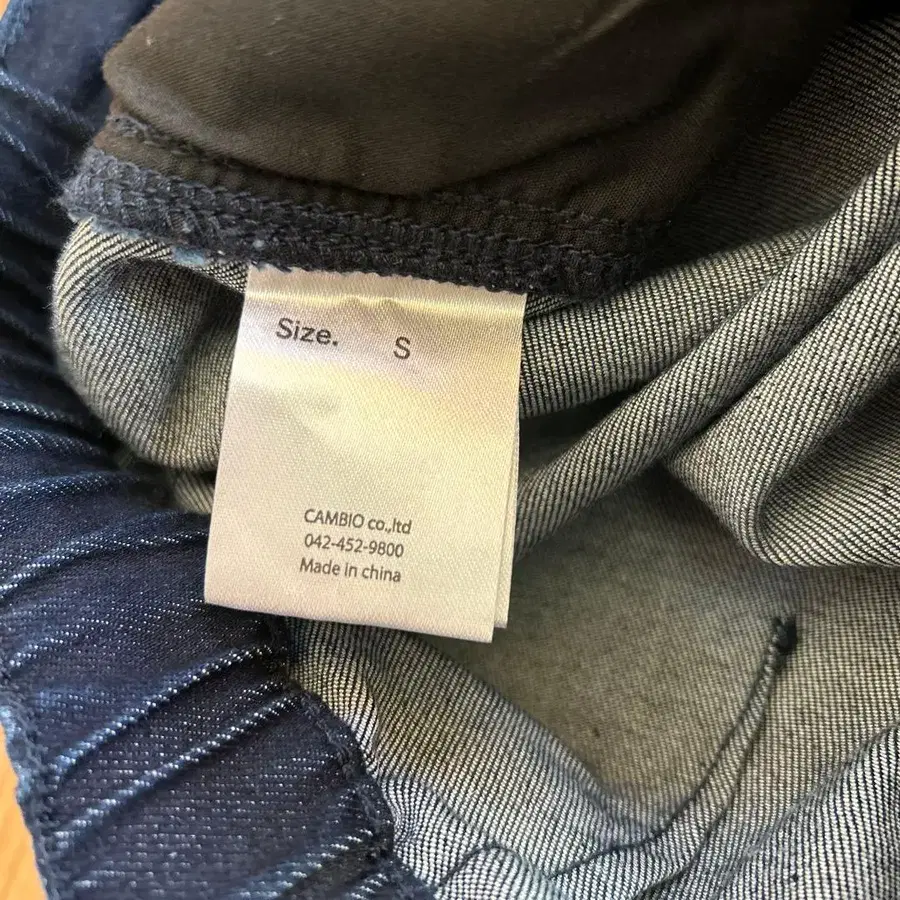 Size. S
CAMBIO co.,ltd
042-452-9800
Made in china